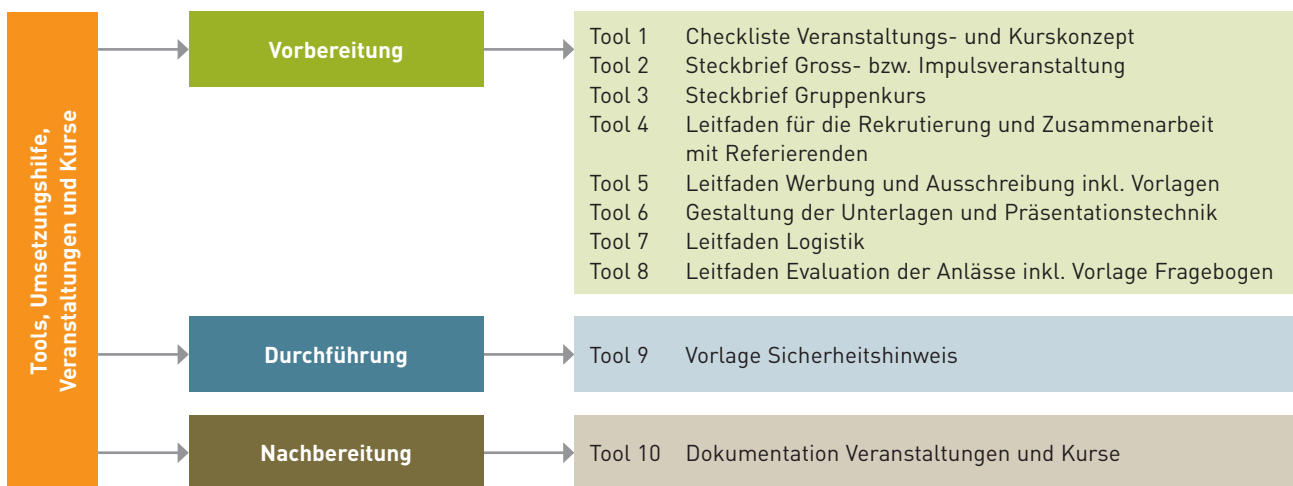 Tools, Umsetzungshilfe,
Veranstaltungen und Kurse
Vorbereitung
Tool 1 Checkliste Veranstaltungs- und Kurskonzept
Tool 2 Steckbrief Gross- bzw. Impulsveranstaltung
Tool 3 Steckbrief Gruppenkurs
Tool 4 Leitfaden für die Rekrutierung und Zusammenarbeit
mit Referierenden
Tool 5 Leitfaden Werbung und Ausschreibung inkl. Vorlagen
Tool 6 Gestaltung der Unterlagen und Präsentationstechnik
Tool 7 Leitfaden Logistik
Tool 8 Leitfaden Evaluation der Anlässe inkl. Vorlage Fragebogen
Durchführung
Tool 9 Vorlage Sicherheitshinweis
Nachbereitung
Tool 10 Dokumentation Veranstaltungen und Kurse